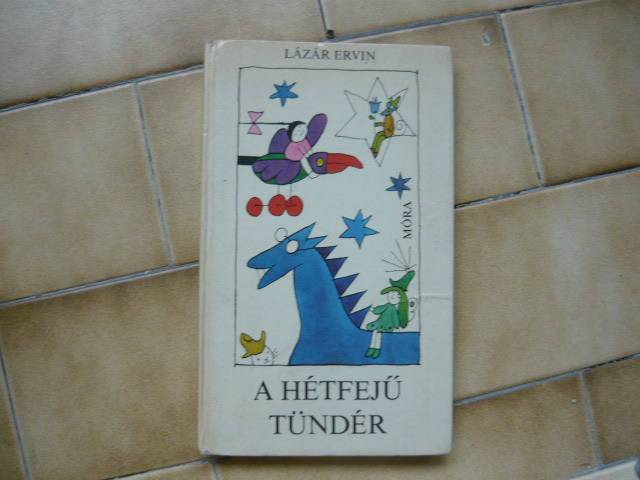 LÁZÁR ERVIN
MÓRA
A HÉTFEJŰ
TÜNDÉR